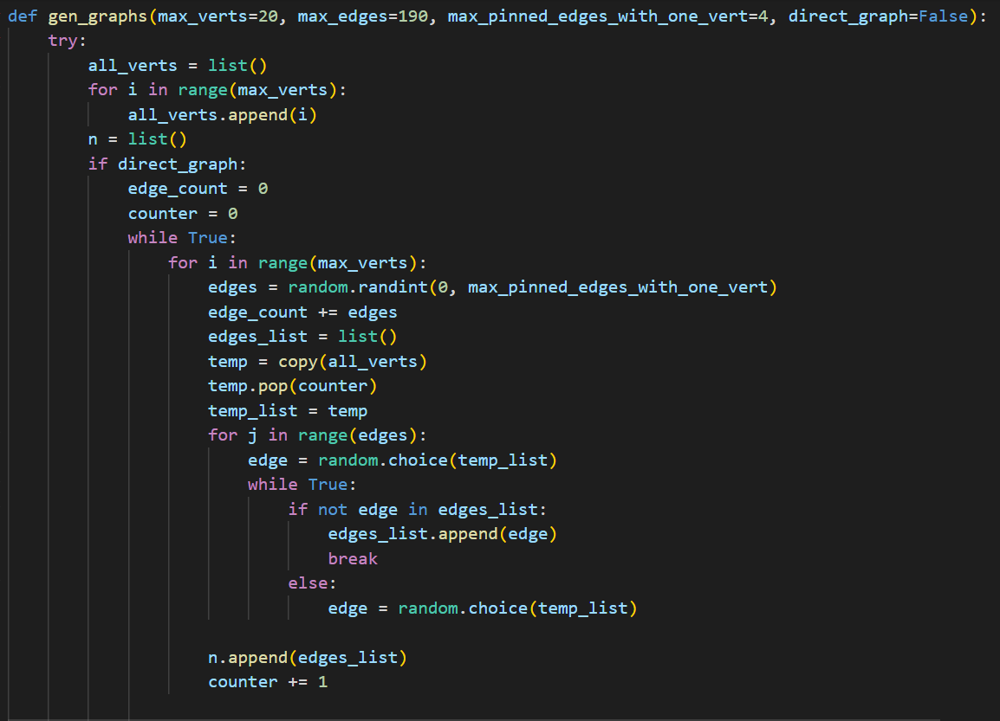 def gen_graphs(max_verts=20, max_edges=190, max_pinned_edges_with_one_vert=4, direct_graph=False):
    try:
        all_verts = list()
        for i in range(max_verts):
            all_verts.append(i)
        n = list()
        if direct_graph:
            edge_count = 0
            counter = 0
            while True:
                for i in range(max_verts):
                    edges = random.randint(0, max_pinned_edges_with_one_vert)
                    edge_count += edges
                    edges_list = list()
                    temp = copy(all_verts)
                    temp.pop(counter)
                    temp_list = temp
                    for j in range(edges):
                        edge = random.choice(temp_list)
                        while True:
                            if not edge in edges_list:
                                edges_list.append(edge)
                                break
                            else:
                                edge = random.choice(temp_list)

                    n.append(edges_list)
                    counter += 1